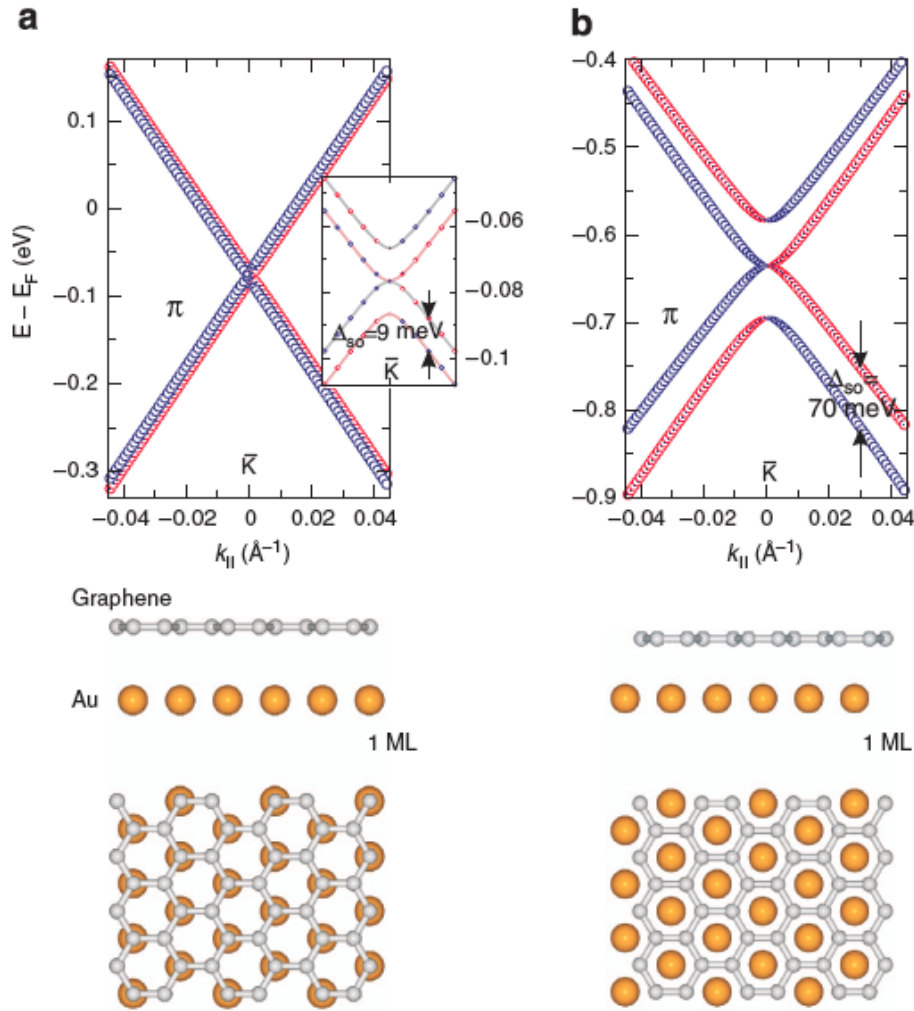 a
0.1
0
−0.1
−0.2
−0.3
E − E_F (eV)
π
K̄
−0.04 −0.02 0 0.02 0.04
k_II (Å⁻¹)
−0.06
−0.08
−0.1
Δ_so=9 meV
K̄
b
−0.4
−0.5
−0.6
−0.7
−0.8
−0.9
π
K̄
Δ_so=
70 meV
−0.04 −0.02 0 0.02 0.04
k_II (Å⁻¹)
Graphene
Au
1 ML
1 ML